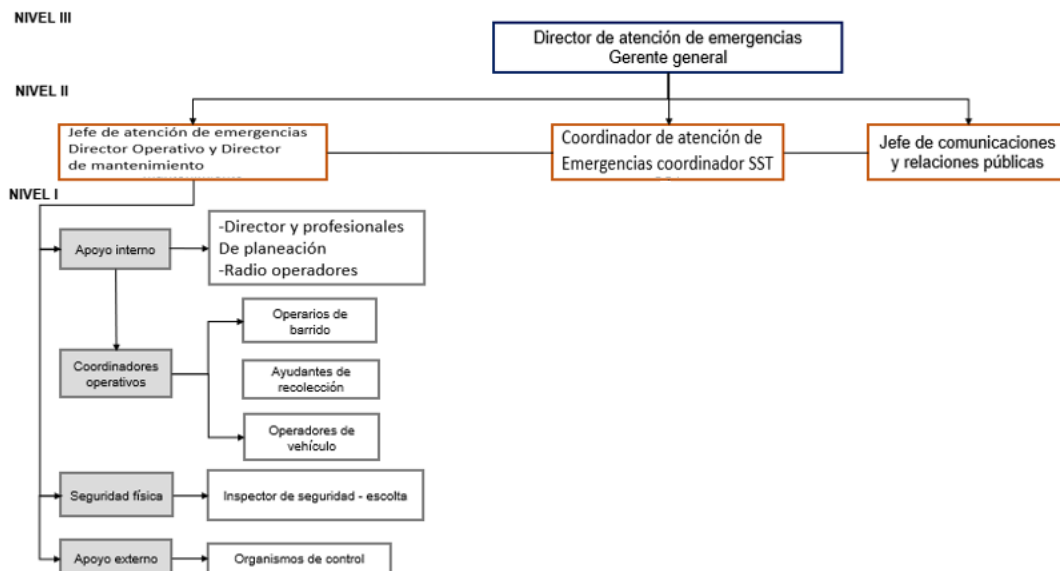 NIVEL III
Director de atención de emergencias
Gerente general
NIVEL II
Jefe de atención de emergencias
Director Operativo y Director
de mantenimiento
Coordinador de atención de
Emergencias coordinador SST
Jefe de comunicaciones
y relaciones públicas
NIVEL I
Apoyo interno
-Director y profesionales
De planeación
-Radio operadores
Operarios de
barrido
Coordinadores
operativos
Ayudantes de
recolección
Operadores de
vehículo
Seguridad física
Inspector de seguridad - escolta
Apoyo externo
Organismos de control